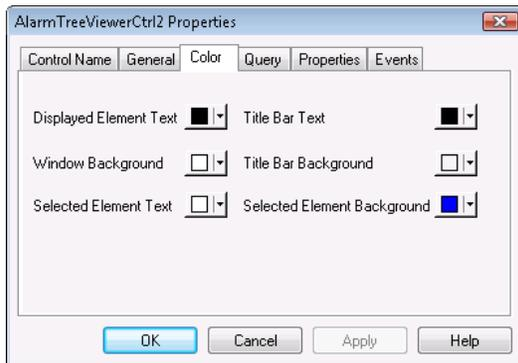 AlarmTreeViewerCtrl2 Properties
Control Name General Color Query Properties Events
Displayed Element Text Title Bar Text
Window Background Title Bar Background
Selected Element Text Selected Element Background
OK Cancel Apply Help